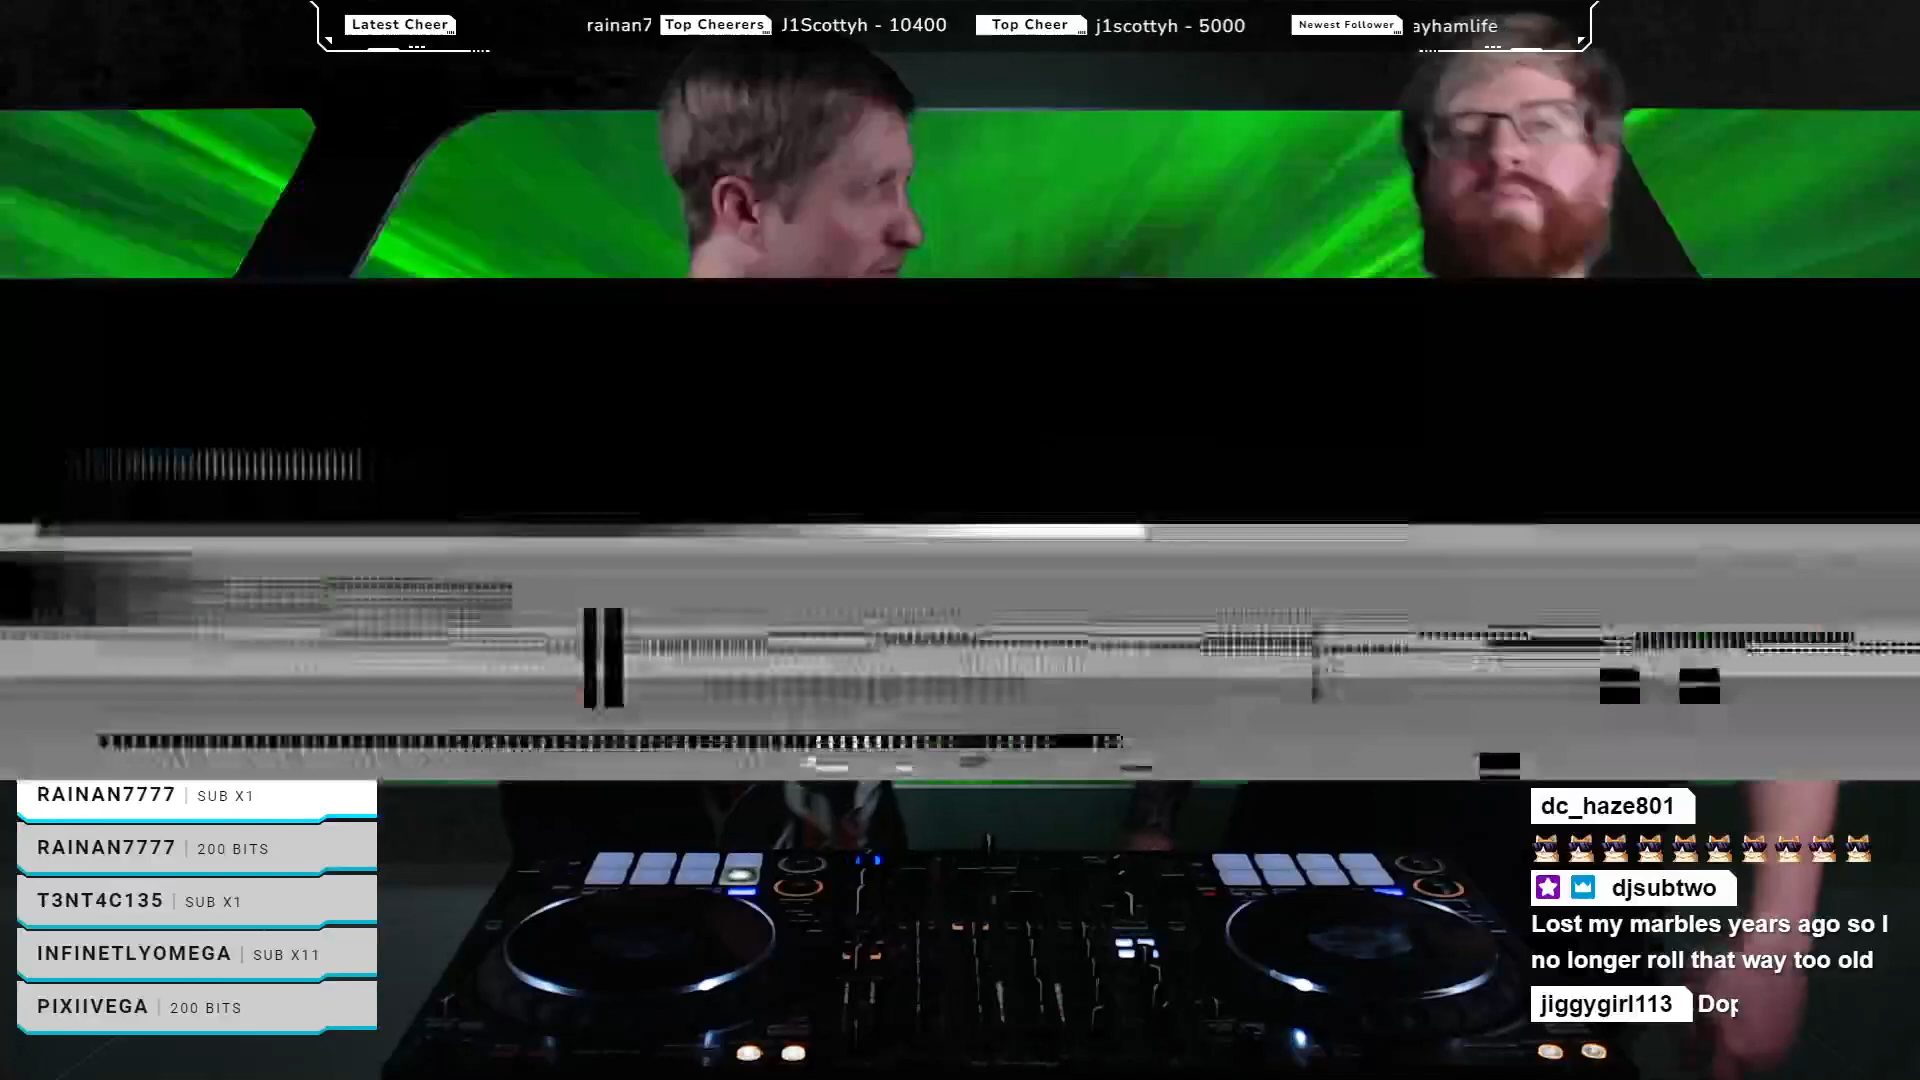 Latest Cheer
rainan7
Top Cheerers
J1Scottyh - 10400
Top Cheer
j1scottyh - 5000
Newest Follower
ayhamlife
RAINAN7777 | SUB X1
RAINAN7777 | 200 BITS
T3NT4C135 | SUB X1
INFINETLYOMEGA | SUB X11
PIXIIVEGA | 200 BITS
dc_haze801
djsubtwo
Lost my marbles years ago so I
no longer roll that way too old
jiggygirl113 Dop